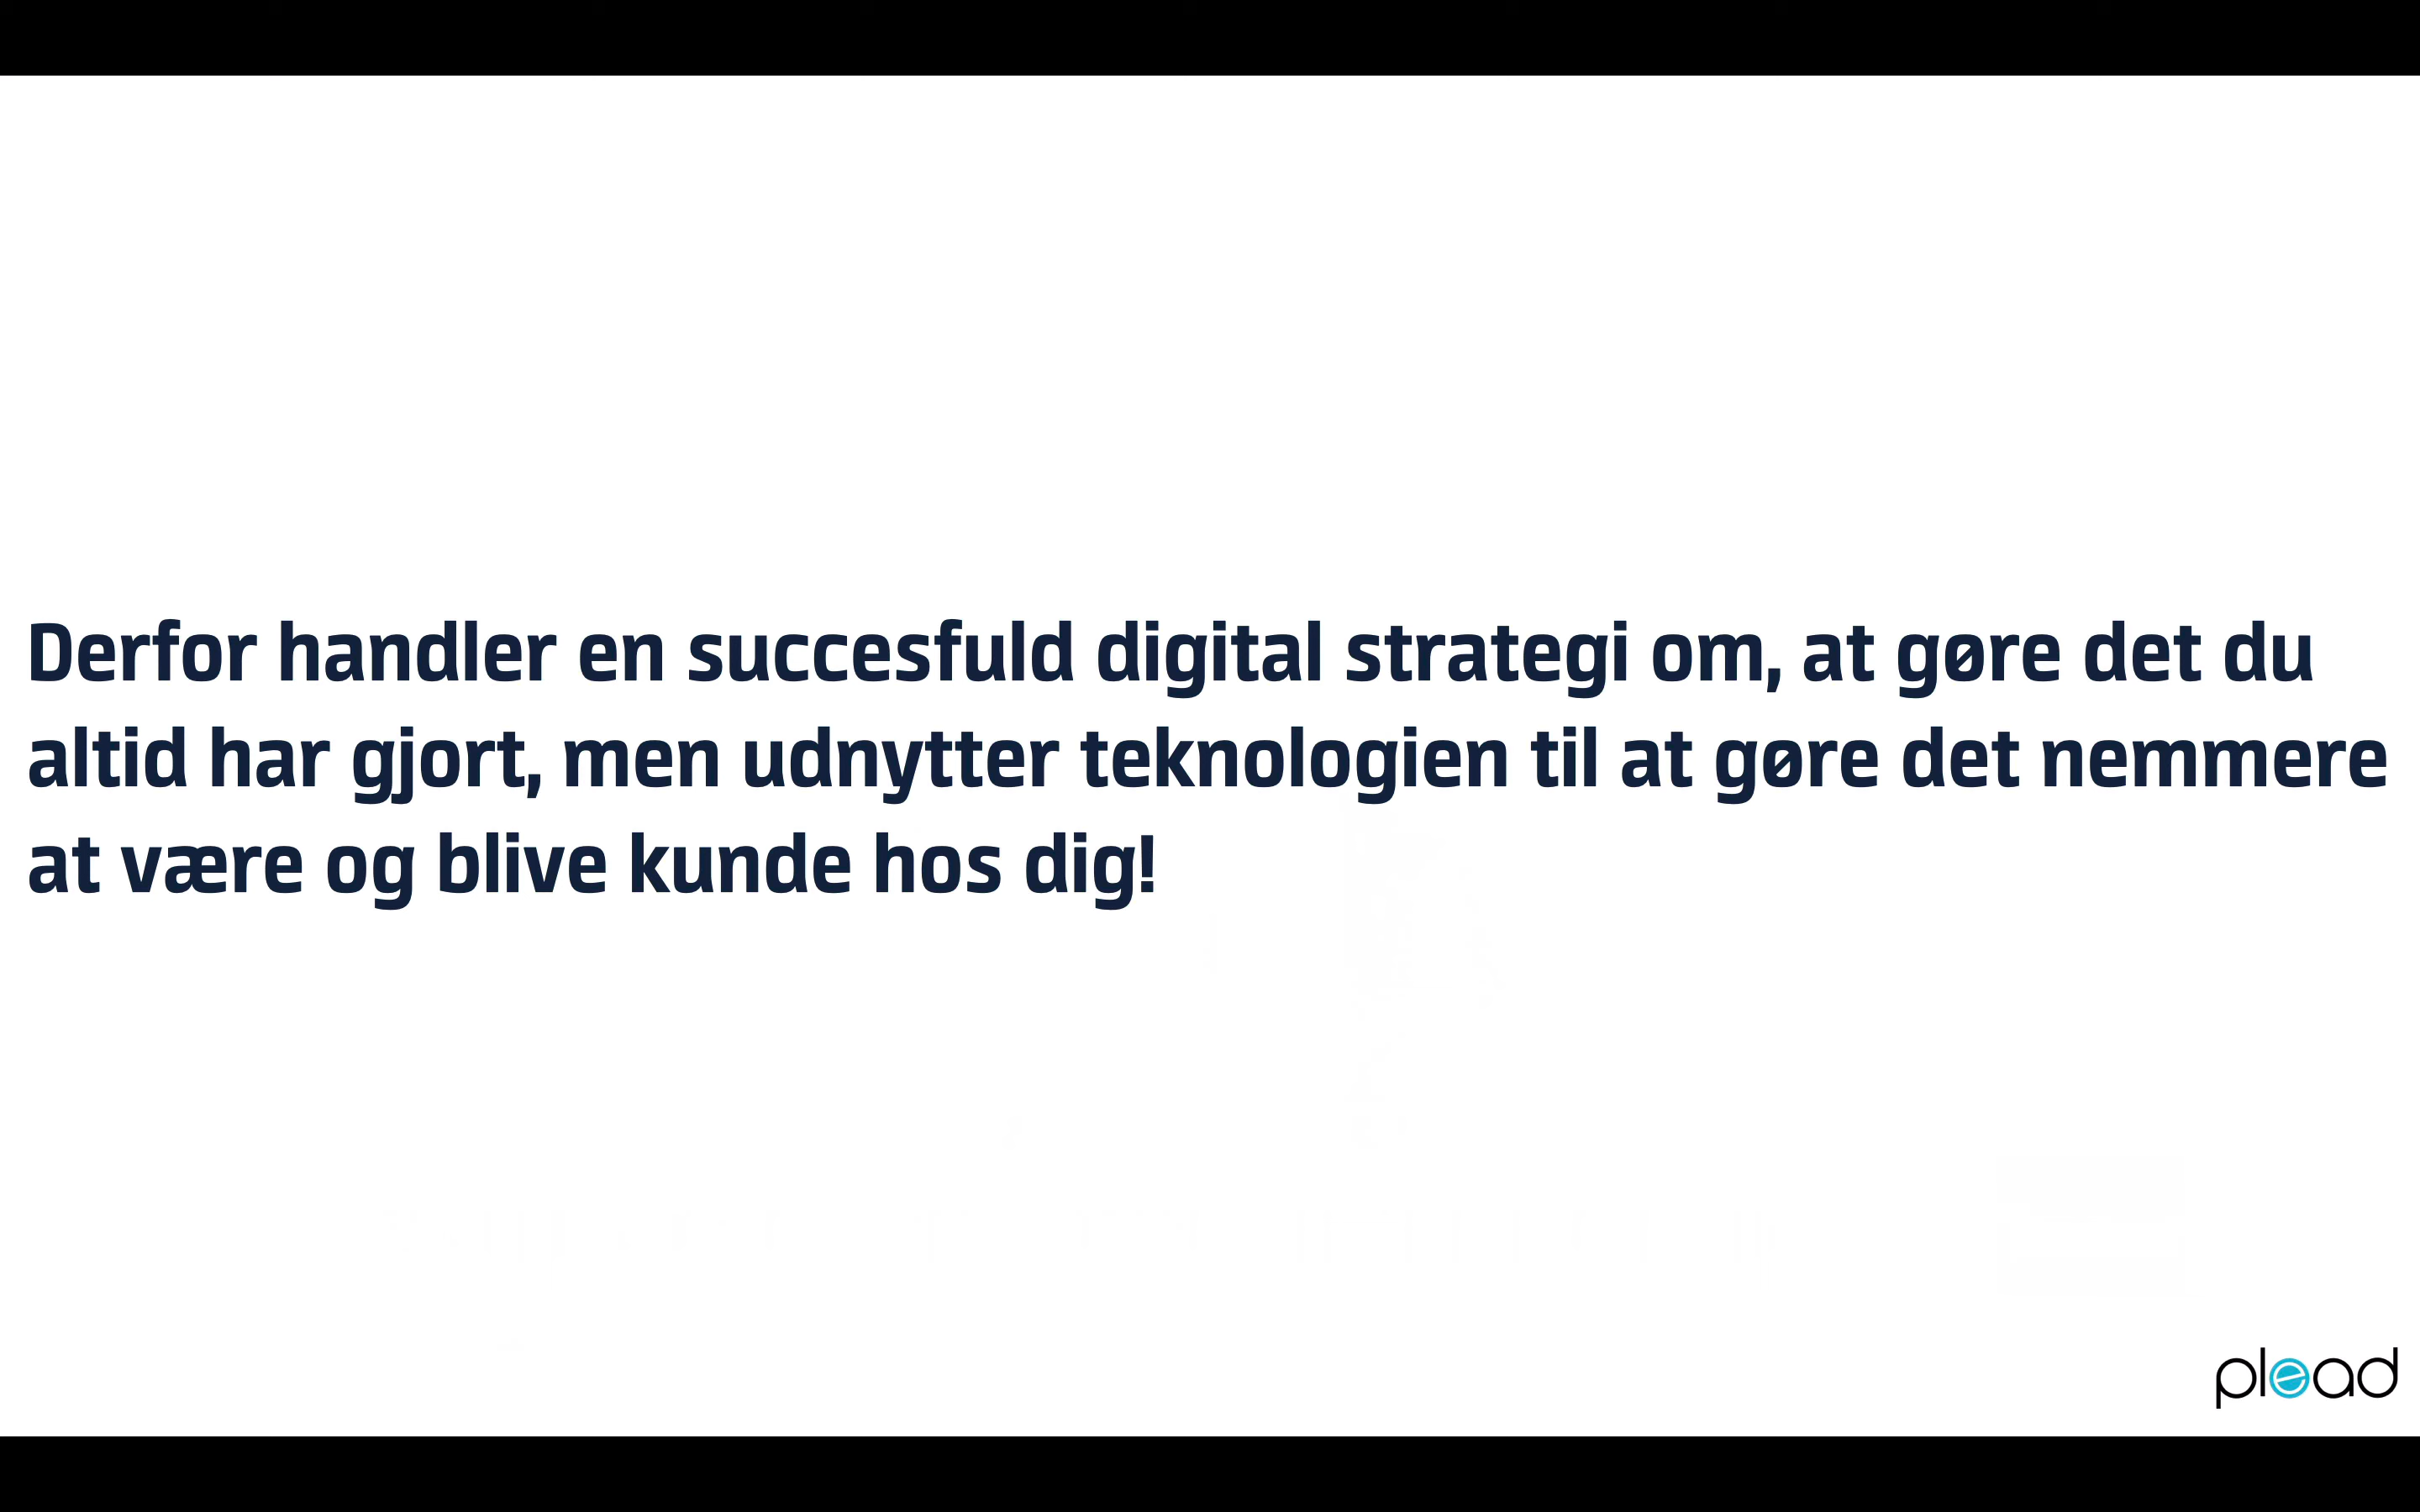 Derfor handler en succesfuld digital strategi om, at gøre det du
altid har gjort, men udnytter teknologien til at gøre det nemmere
at være og blive kunde hos dig!
plead